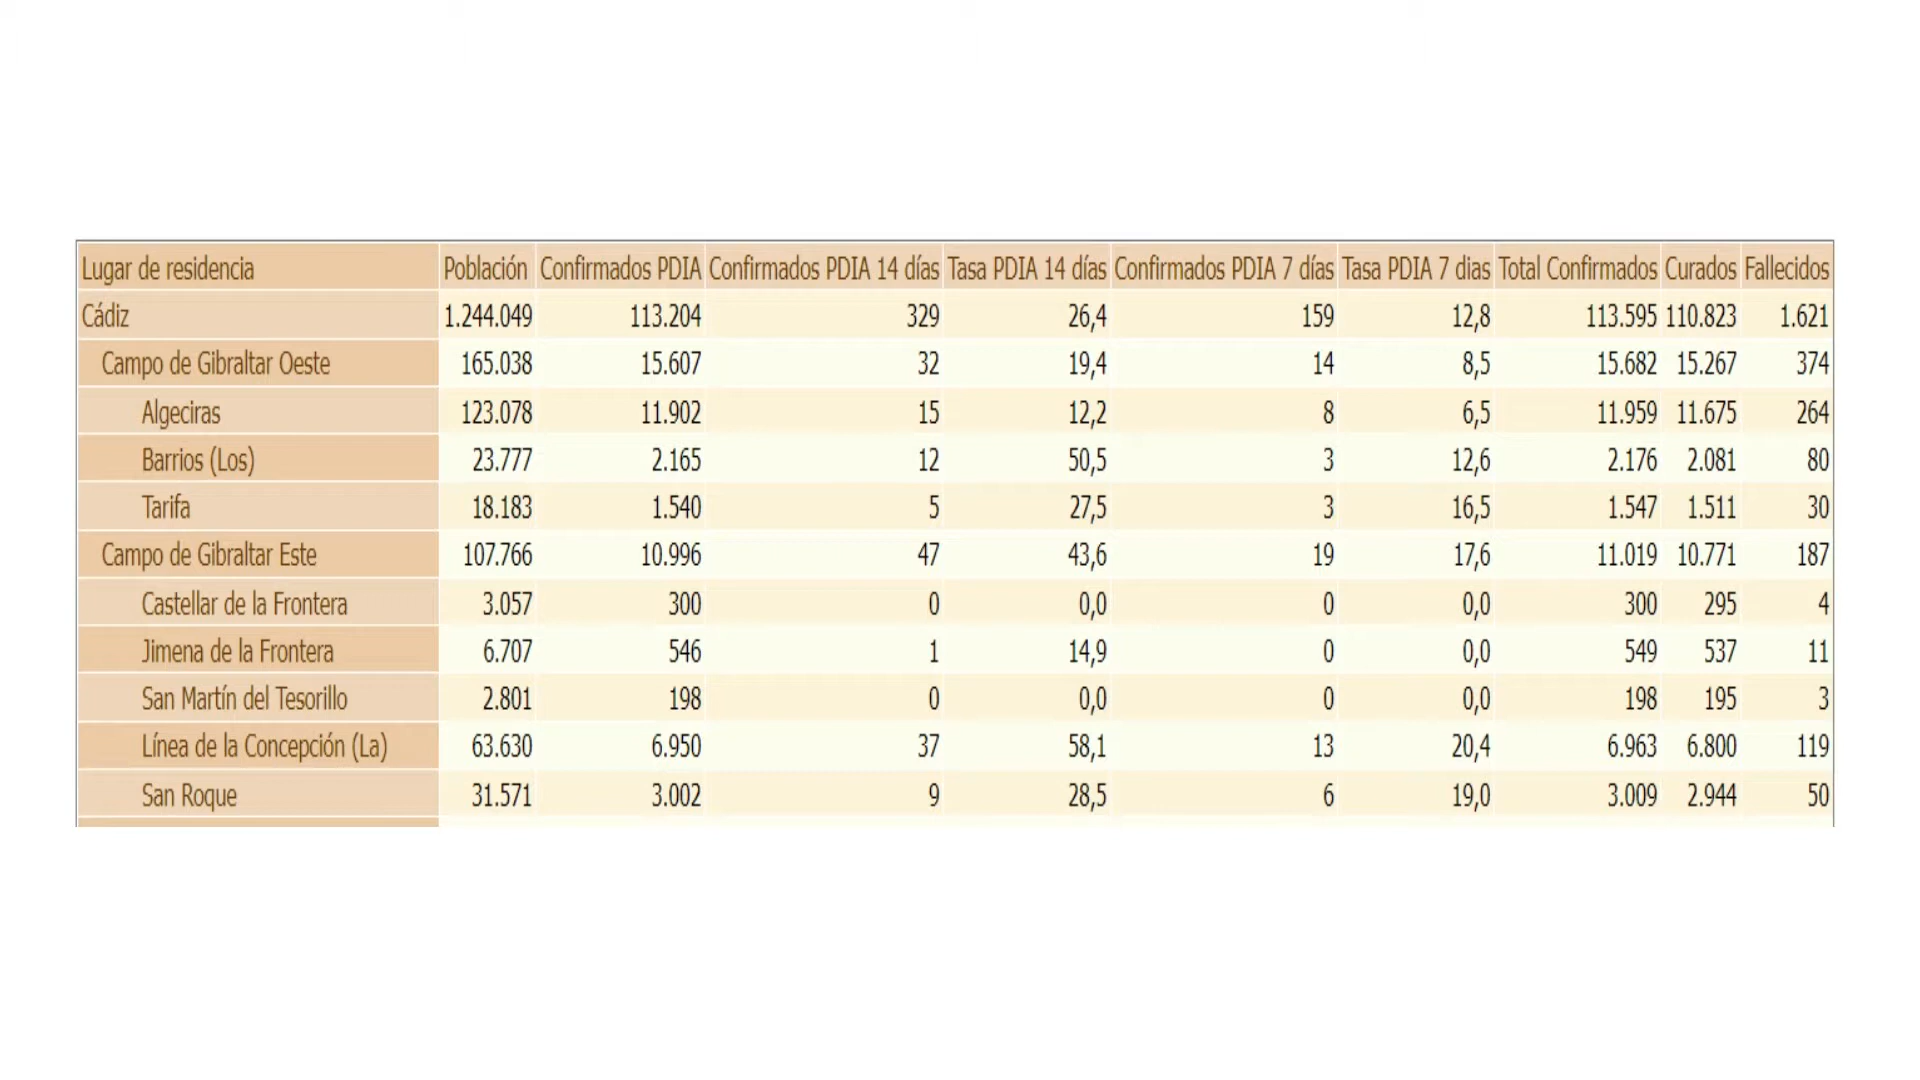 Lugar de residencia Población Confirmados PDIA Confirmados PDIA 14 días Tasa PDIA 14 días Confirmados PDIA 7 días Tasa PDIA 7 dias Total Confirmados Curados Fallecidos
Cádiz 1.244.049 113.204 329 26,4 159 12,8 113.595 110.823 1.621
Campo de Gibraltar Oeste 165.038 15.607 32 19,4 14 8,5 15.682 15.267 374
Algeciras 123.078 11.902 15 12,2 8 6,5 11.959 11.675 264
Barrios (Los) 23.777 2.165 12 50,5 3 12,6 2.176 2.081 80
Tarifa 18.183 1.540 5 27,5 3 16,5 1.547 1.511 30
Campo de Gibraltar Este 107.766 10.996 47 43,6 19 17,6 11.019 10.771 187
Castellar de la Frontera 3.057 300 0 0,0 0 0,0 300 295 4
Jimena de la Frontera 6.707 546 1 14,9 0 0,0 549 537 11
San Martín del Tesorillo 2.801 198 0 0,0 0 0,0 198 195 3
Línea de la Concepción (La) 63.630 6.950 37 58,1 13 20,4 6.963 6.800 119
San Roque 31.571 3.002 9 28,5 6 19,0 3.009 2.944 50